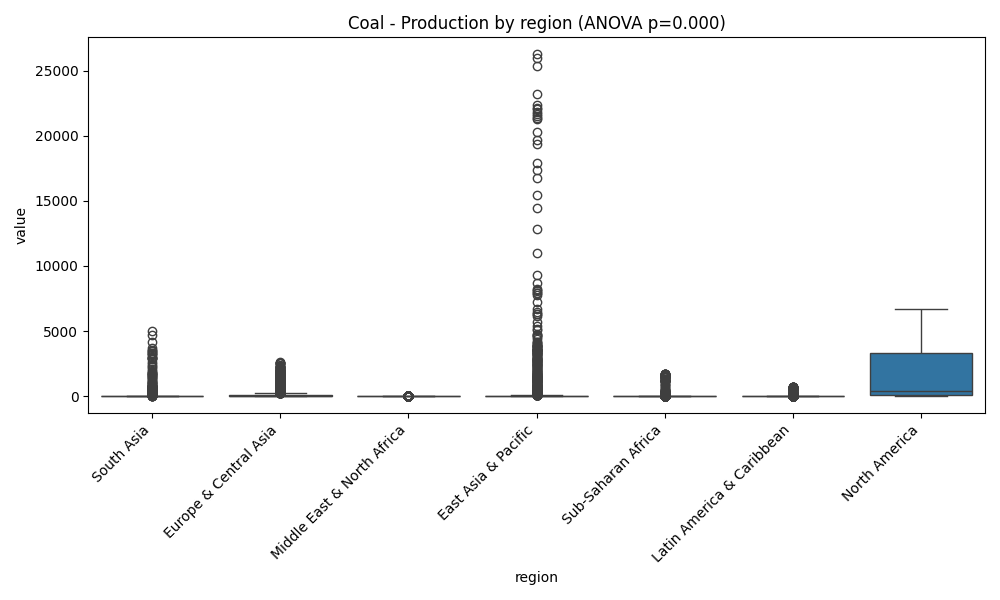 Coal - Production by region (ANOVA p=0.000)
value
25000
20000
15000
10000
5000
0
South Asia
Europe & Central Asia
Middle East & North Africa
East Asia & Pacific
Sub-Saharan Africa
Latin America & Caribbean
North America
region